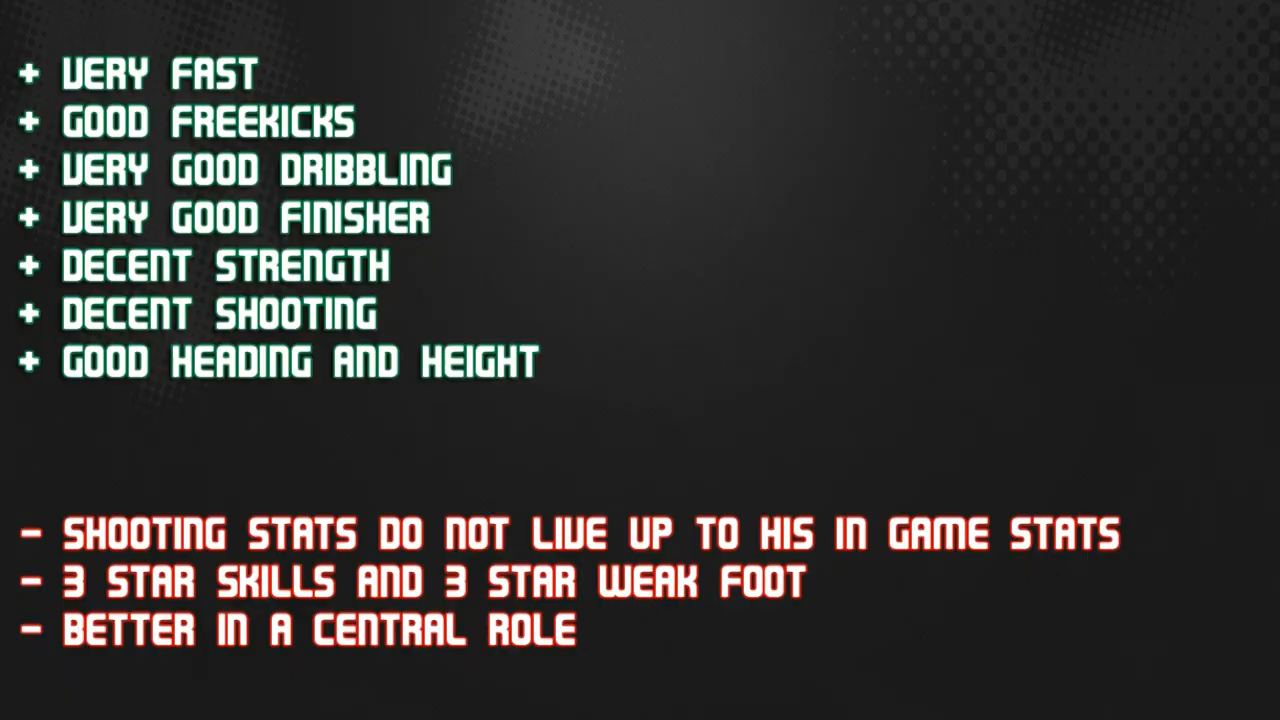 + VERY FAST
+ GOOD FREEKICKS
+ VERY GOOD DRIBBLING
+ VERY GOOD FINISHER
+ DECENT STRENGTH
+ DECENT SHOOTING
+ GOOD HEADING AND HEIGHT
- SHOOTING STATS DO NOT LIVE UP TO HIS IN GAME STATS
- 3 STAR SKILLS AND 3 STAR WEAK FOOT
- BETTER IN A CENTRAL ROLE